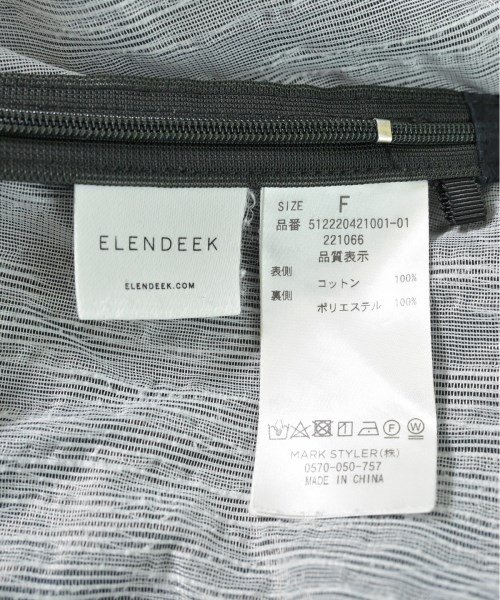 ELENDEEK
ELENDEEK.COM
SIZE F
品番 512220421001-01
221066
品質表示
表側 コットン 100%
裏側 ポリエステル 100%
MARK STYLER(株)
0570-050-757
MADE IN CHINA